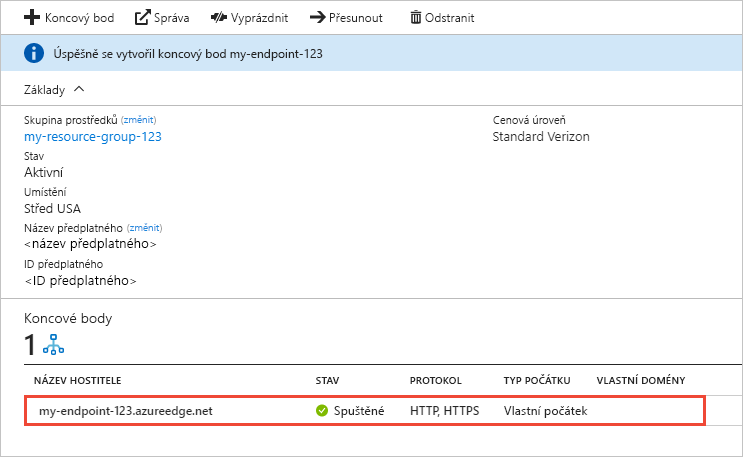 Koncový bod Správa Vyprázdnit Přesunout Odstranit
Úspěšně se vytvořil koncový bod my-endpoint-123
Základy
Skupina prostředků (změnit) Cenová úroveň
my-resource-group-123 Standard Verizon
Stav
Aktivní
Umístění
Střed USA
Název předplatného (změnit)
<název předplatného>
ID předplatného
<ID předplatného>
Koncové body
1
NÁZEV HOSTITELE STAV PROTOKOL TYP POČÁTKU VLASTNÍ DOMÉNY
my-endpoint-123.azureedge.net Spuštěné HTTP, HTTPS Vlastní počátek